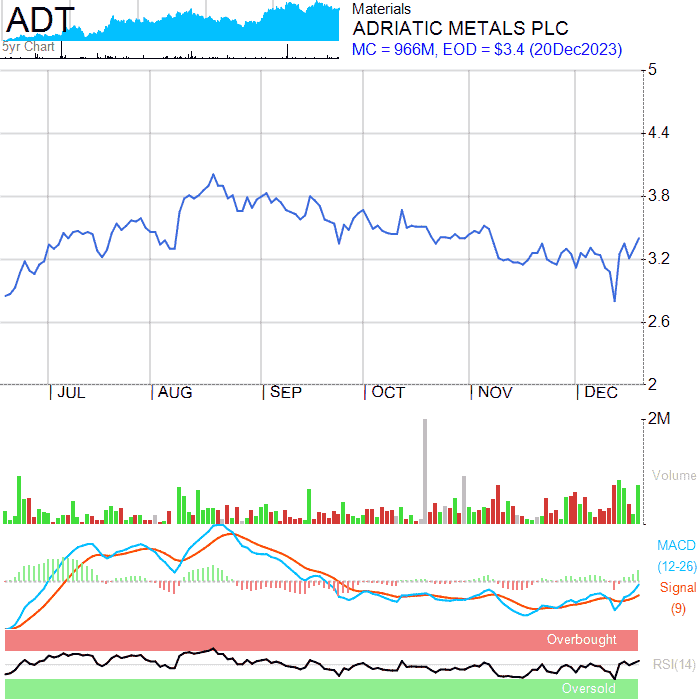 ADT
5yr Chart
Materials
ADRIATIC METALS PLC
MC = 966M, EOD = $3.4 (20Dec2023)
5
4.4
3.8
3.2
2.6
2
JUL
AUG
SEP
OCT
NOV
DEC
2M
Volume
MACD
(12-26)
Signal
(9)
Overbought
RSI(14)
Oversold